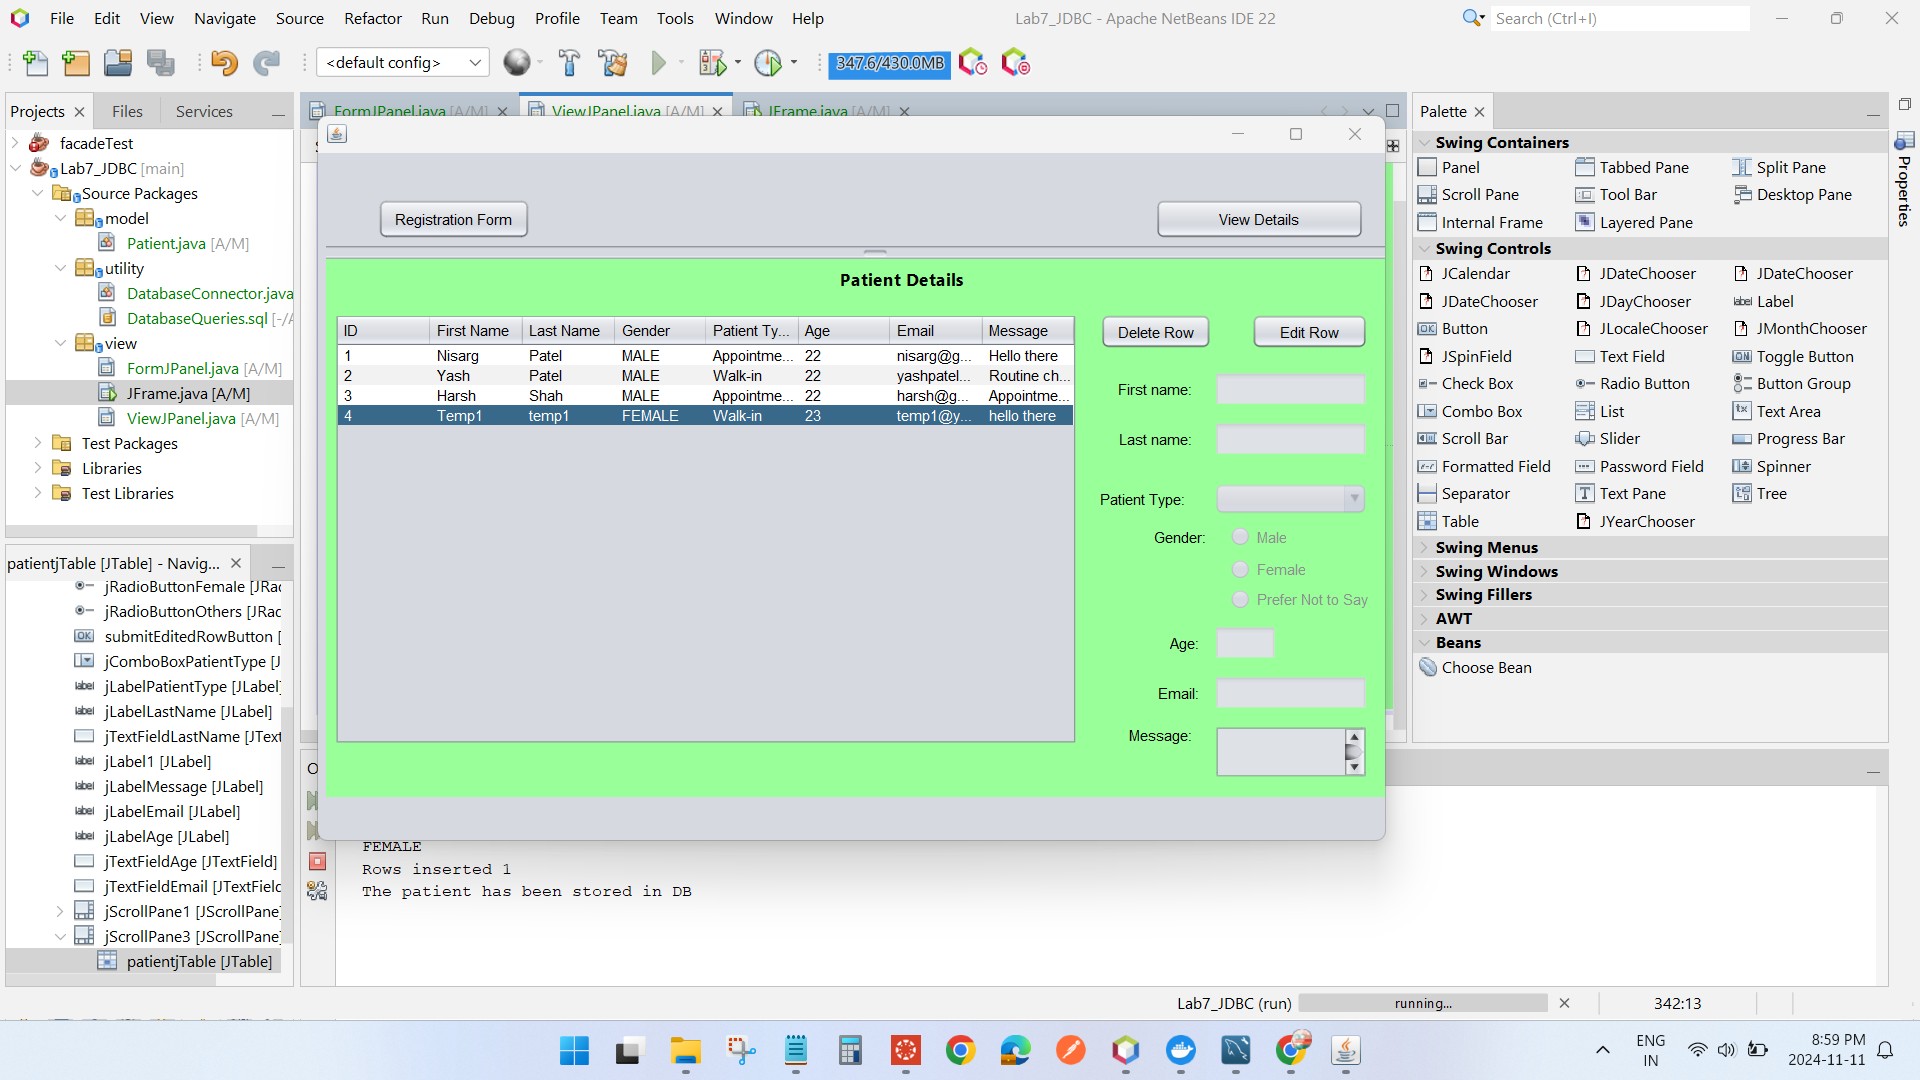 File Edit View Navigate Source Refactor Run Debug Profile Team Tools Window Help
Lab7_JDBC - Apache NetBeans IDE 22
Search (Ctrl+I)
<default config>
347.6/430.0MB
Projects
Files
Services
facadeTest
Lab7_JDBC [main]
Source Packages
model
Patient.java [A/M]
utility
DatabaseConnector.java
DatabaseQueries.sql [-/A
view
FormJPanel.java [A/M]
JFrame.java [A/M]
ViewJPanel.java [A/M]
Test Packages
Libraries
Test Libraries
patientjTable [JTable] - Navig...
jRadioButtonFemale [JRad
jRadioButtonOthers [JRad
submitEditedRowButton [
jComboBoxPatientType [J
jLabelPatientType [JLabel]
jLabelLastName [JLabel]
jTextFieldLastName [JText
jLabel1 [JLabel]
jLabelMessage [JLabel]
jLabelEmail [JLabel]
jLabelAge [JLabel]
jTextFieldAge [JTextField]
jTextFieldEmail [JTextField
jScrollPane1 [JScrollPane]
jScrollPane3 [JScrollPane]
patientjTable [JTable]
FormJPanel.java [A/M]
ViewJPanel.java [A/M]
JFrame.java [A/M]
Registration Form
View Details
Patient Details
ID First Name Last Name Gender Patient Ty... Age Email Message
1 Nisarg Patel MALE Appointme... 22 nisarg@g... Hello there
2 Yash Patel MALE Walk-in 22 yashpatel... Routine ch...
3 Harsh Shah MALE Appointme... 22 harsh@g... Appointme...
4 Temp1 temp1 FEMALE Walk-in 23 temp1@y... hello there
Delete Row
Edit Row
First name:
Last name:
Patient Type:
Gender:
Male
Female
Prefer Not to Say
Age:
Email:
Message:
FEMALE
Rows inserted 1
The patient has been stored in DB
Palette
Swing Containers
Panel Tabbed Pane Split Pane
Scroll Pane Tool Bar Desktop Pane
Internal Frame Layered Pane
Swing Controls
JCalendar JDateChooser JDateChooser
JDateChooser JDayChooser Label
label
Button JLocaleChooser JMonthChooser
OK
JSpinField Text Field Toggle Button
ON
Check Box Radio Button Button Group
Combo Box List Text Area
Scroll Bar Slider Progress Bar
Formatted Field Password Field Spinner
Separator Text Pane Tree
Table JYearChooser
Swing Menus
Swing Windows
Swing Fillers
AWT
Beans
Choose Bean
Properties
Lab7_JDBC (run)
running...
342:13
ENG
IN
8:59 PM
2024-11-11